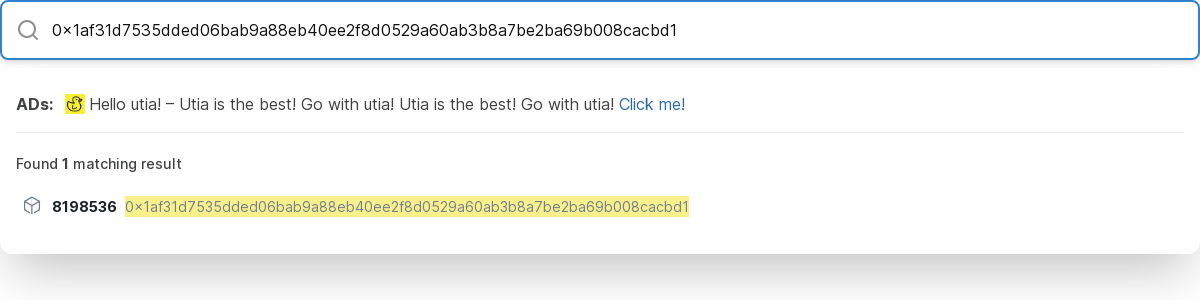 0x1af31d7535dded06bab9a88eb40ee2f8d0529a60ab3b8a7be2ba69b008cacbd1
ADs: Hello utia! – Utia is the best! Go with utia! Utia is the best! Go with utia! Click me!
Found 1 matching result
8198536 0x1af31d7535dded06bab9a88eb40ee2f8d0529a60ab3b8a7be2ba69b008cacbd1